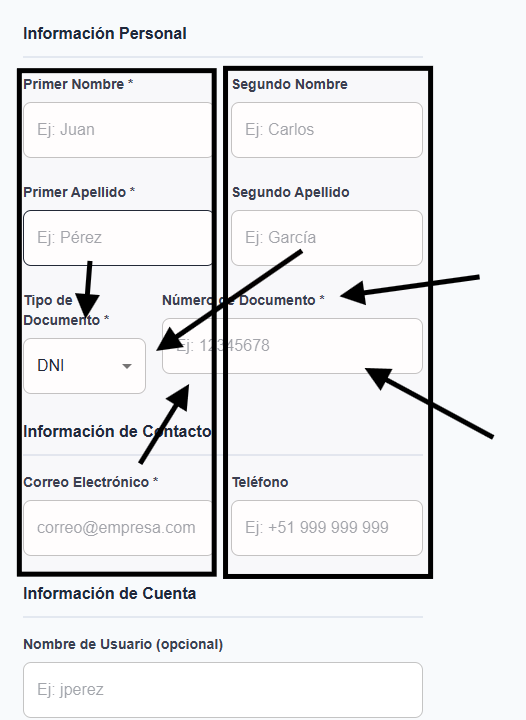 Información Personal
Primer Nombre * Segundo Nombre
Ej: Juan Ej: Carlos
Primer Apellido * Segundo Apellido
Ej: Pérez Ej: García
Tipo de Documento * Número de Documento *
DNI Ej: 12345678
Información de Contacto
Correo Electrónico * Teléfono
correo@empresa.com Ej: +51 999 999 999
Información de Cuenta
Nombre de Usuario (opcional)
Ej: jperez